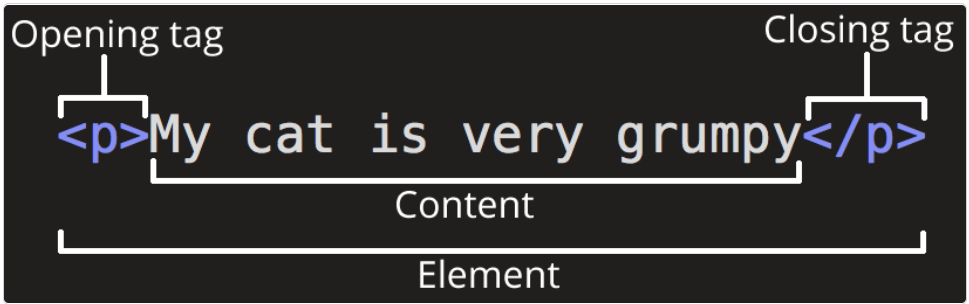 Opening tag
Closing tag
<p>My cat is very grumpy</p>
Content
Element